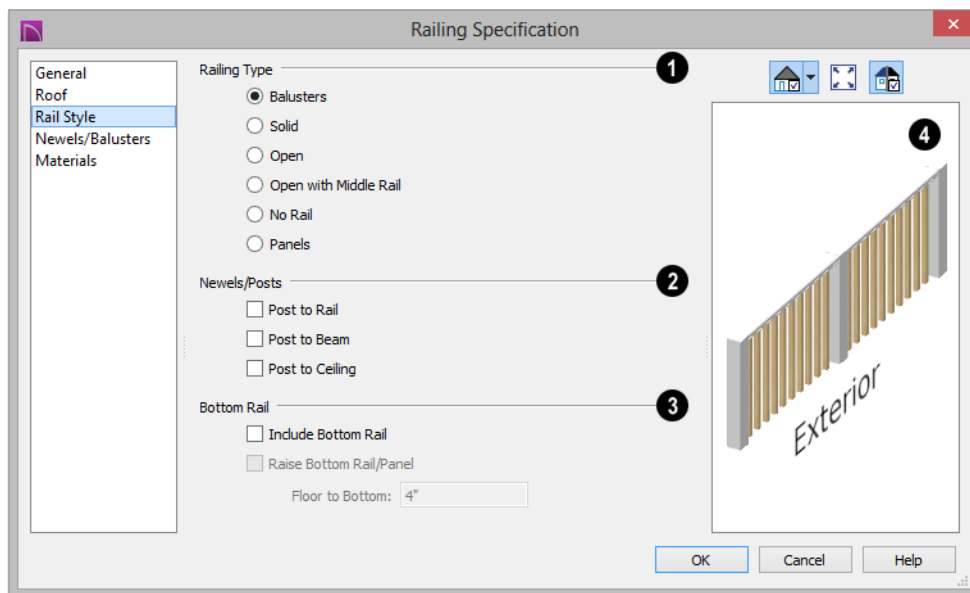 Railing Specification
General
Roof
Rail Style
Newels/Balusters
Materials
Railing Type
1
Balusters
Solid
Open
Open with Middle Rail
No Rail
Panels
Newels/Posts
2
Post to Rail
Post to Beam
Post to Ceiling
Bottom Rail
3
Include Bottom Rail
Raise Bottom Rail/Panel
Floor to Bottom: 4"
4
Exterior
OK Cancel Help